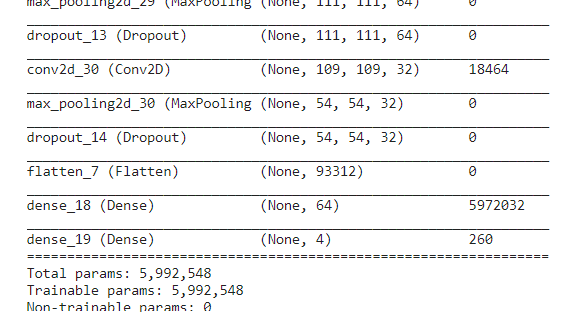 max_pooling2d_29 (MaxPooling (None, 111, 111, 64) 0
dropout_13 (Dropout) (None, 111, 111, 64) 0
conv2d_30 (Conv2D) (None, 109, 109, 32) 18464
max_pooling2d_30 (MaxPooling (None, 54, 54, 32) 0
dropout_14 (Dropout) (None, 54, 54, 32) 0
flatten_7 (Flatten) (None, 93312) 0
dense_18 (Dense) (None, 64) 5972032
dense_19 (Dense) (None, 4) 260
Total params: 5,992,548
Trainable params: 5,992,548
Non-trainable params: 0